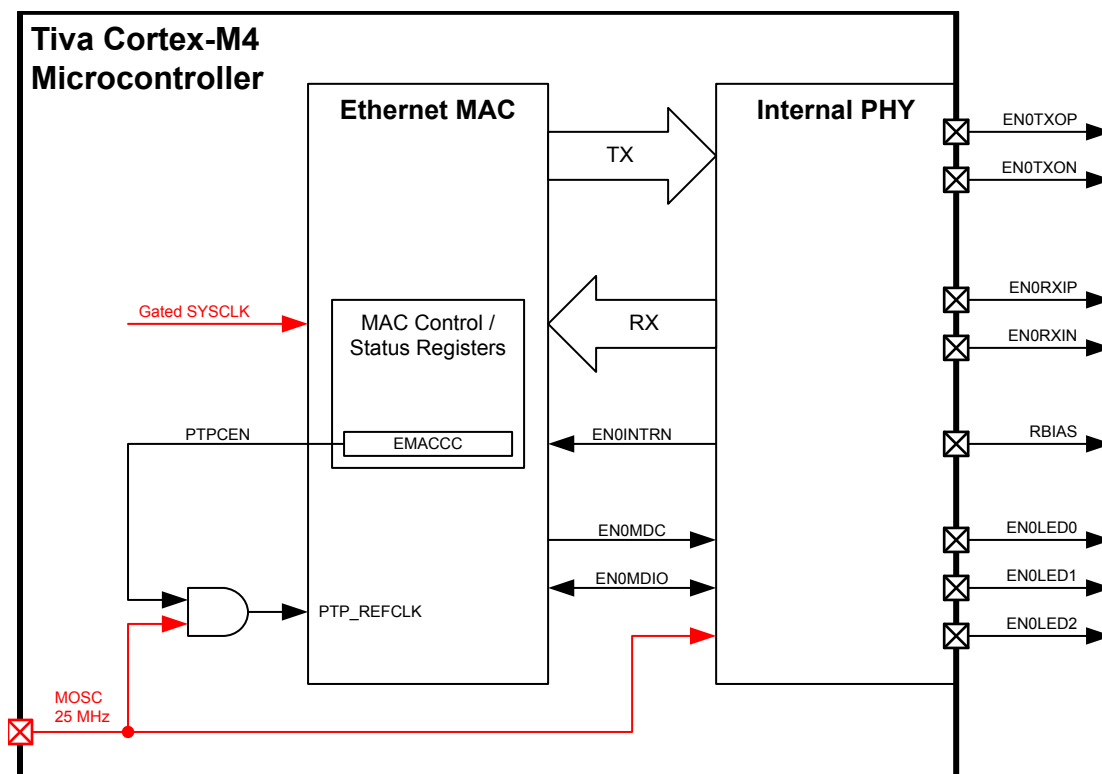 Tiva Cortex-M4
Microcontroller
Ethernet MAC
Internal PHY
EN0TXOP
TX
EN0TXON
EN0RXIP
Gated SYSCLK
MAC Control /
Status Registers
RX
EN0RXIN
PTPCEN
EMACCC
EN0INTRN
RBIAS
EN0MDC
EN0LED0
EN0MDIO
EN0LED1
PTP_REFCLK
EN0LED2
MOSC
25 MHz